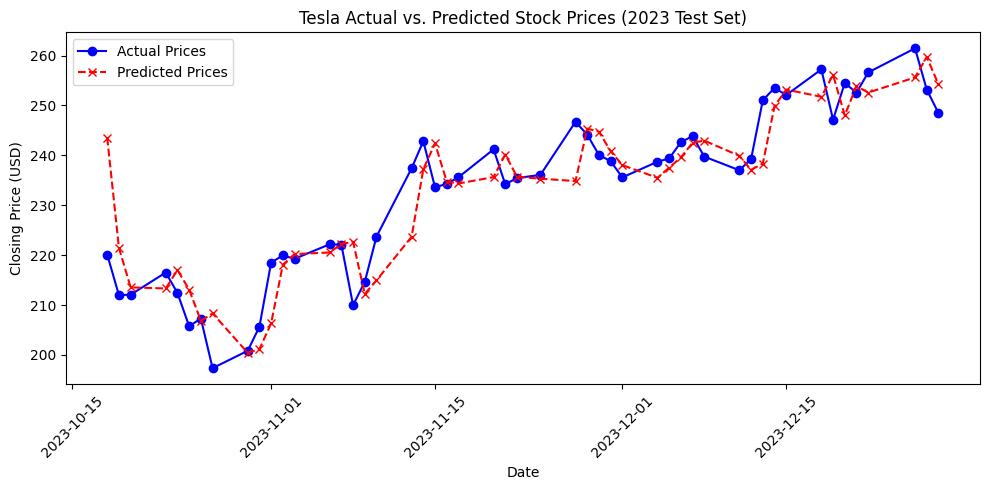 Tesla Actual vs. Predicted Stock Prices (2023 Test Set)
Actual Prices
Predicted Prices
Closing Price (USD)
260
250
240
230
220
210
200
2023-10-15
2023-11-01
2023-11-15
2023-12-01
2023-12-15
Date